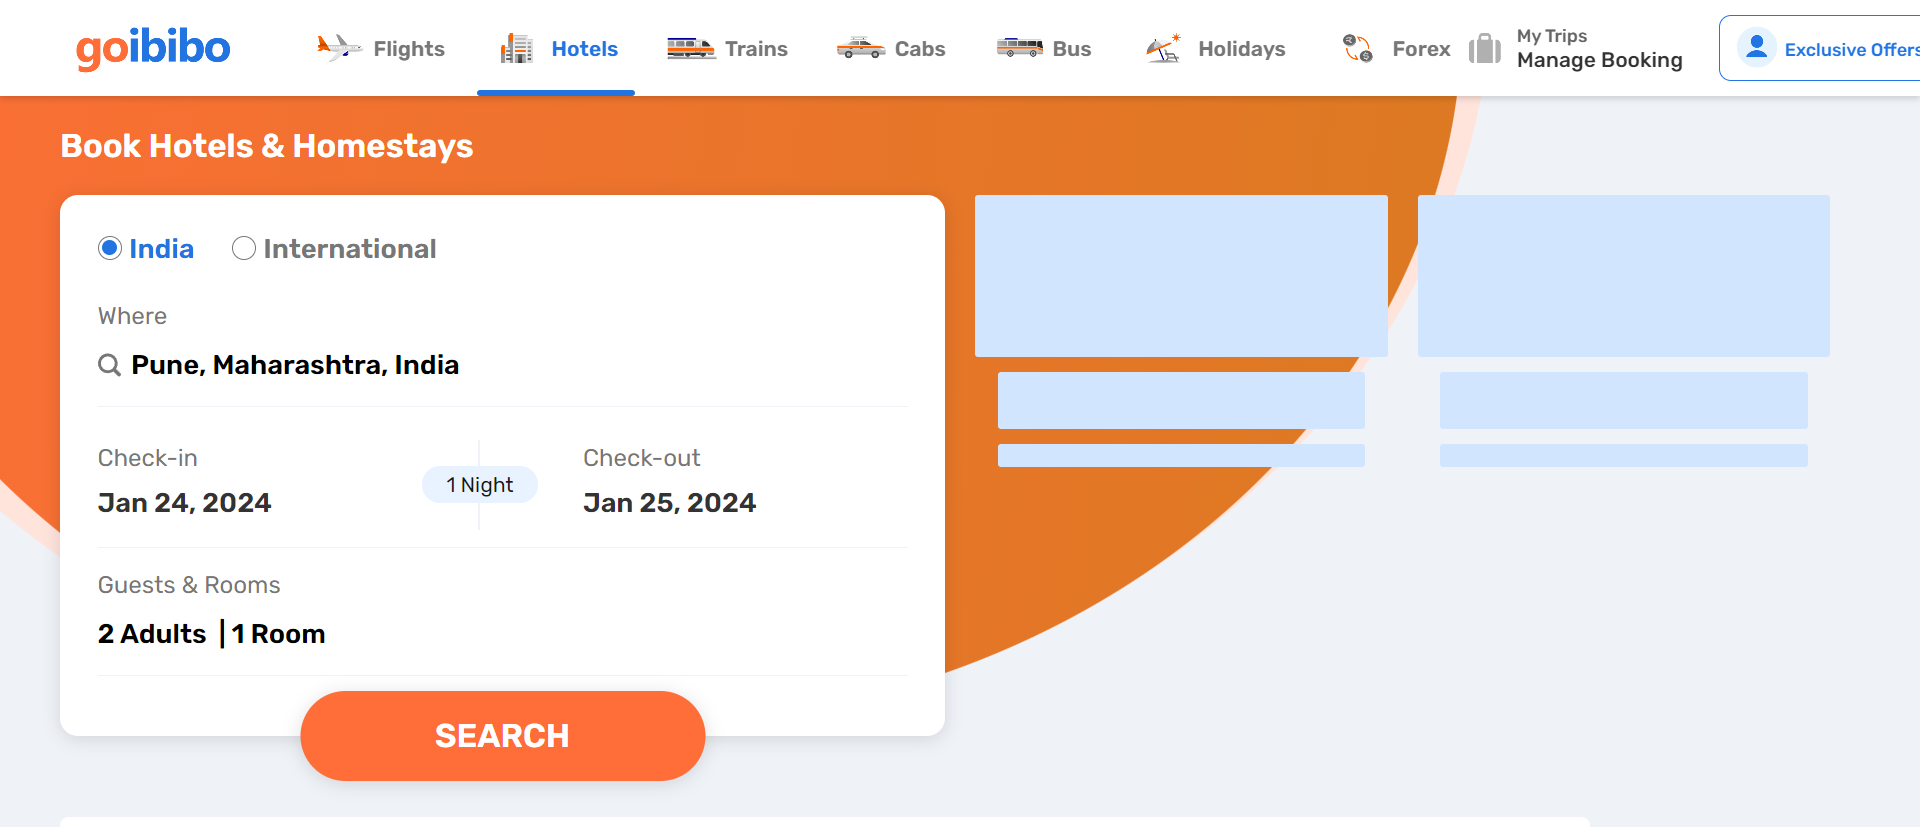 goibibo
Flights
Hotels
Trains
Cabs
Bus
Holidays
Forex
My Trips
Manage Booking
Exclusive Offers
Book Hotels & Homestays
India
International
Where
Pune, Maharashtra, India
Check-in
1 Night
Check-out
Jan 24, 2024
Jan 25, 2024
Guests & Rooms
2 Adults | 1 Room
SEARCH